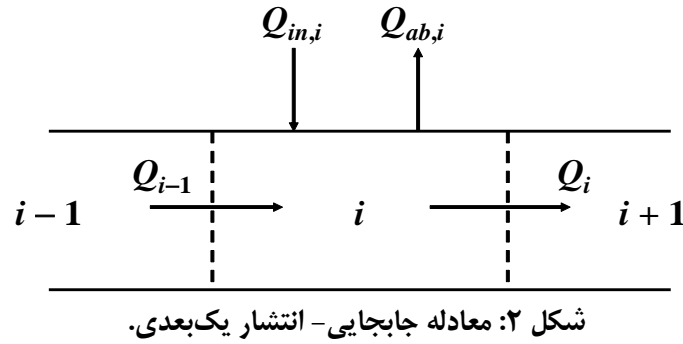 Q_{in,i} Q_{ab,i}
Q_{i−1} Q_i
i − 1 i i + 1
شکل ۲: معادله جابجایی- انتشار یک‌بعدی.